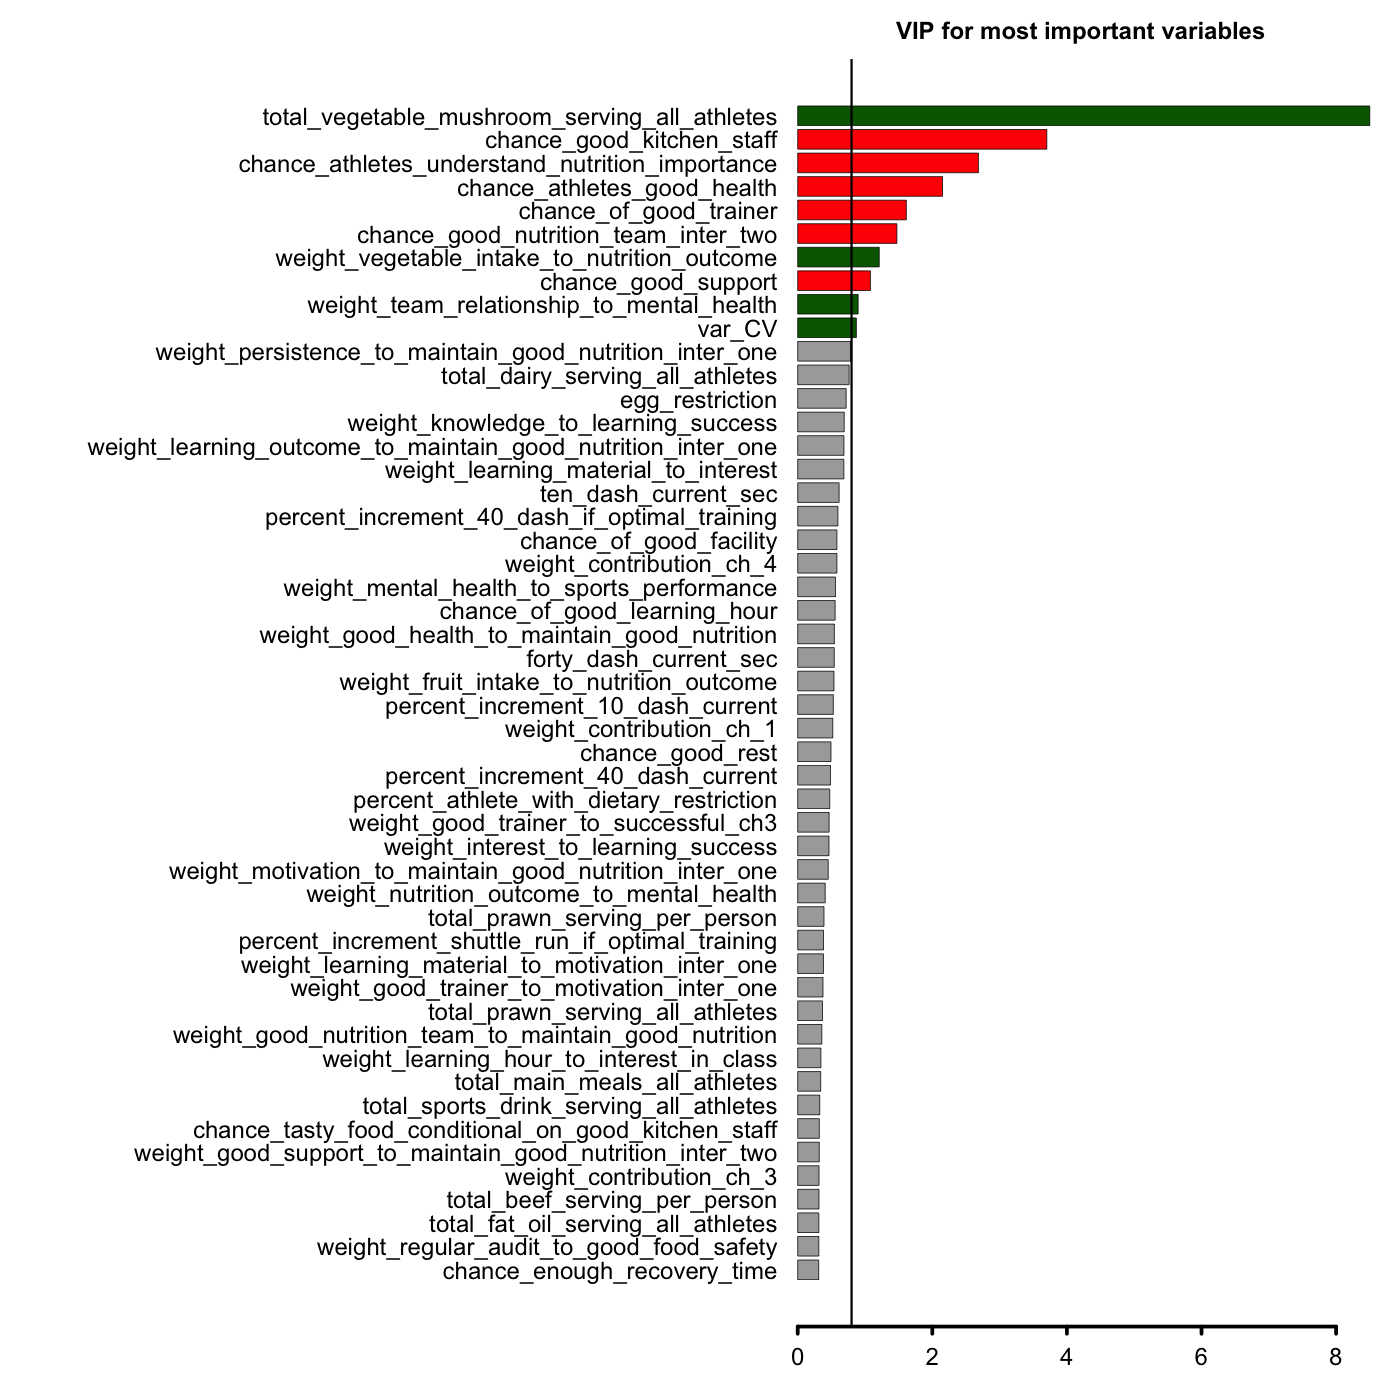 VIP for most important variables
total_vegetable_mushroom_serving_all_athletes
chance_good_kitchen_staff
chance_athletes_understand_nutrition_importance
chance_athletes_good_health
chance_of_good_trainer
chance_good_nutrition_team_inter_two
weight_vegetable_intake_to_nutrition_outcome
chance_good_support
weight_team_relationship_to_mental_health
var_CV
weight_persistence_to_maintain_good_nutrition_inter_one
total_dairy_serving_all_athletes
egg_restriction
weight_knowledge_to_learning_success
weight_learning_outcome_to_maintain_good_nutrition_inter_one
weight_learning_material_to_interest
ten_dash_current_sec
percent_increment_40_dash_if_optimal_training
chance_of_good_facility
weight_contribution_ch_4
weight_mental_health_to_sports_performance
chance_of_good_learning_hour
weight_good_health_to_maintain_good_nutrition
forty_dash_current_sec
weight_fruit_intake_to_nutrition_outcome
percent_increment_10_dash_current
weight_contribution_ch_1
chance_good_rest
percent_increment_40_dash_current
percent_athlete_with_dietary_restriction
weight_good_trainer_to_successful_ch3
weight_interest_to_learning_success
weight_motivation_to_maintain_good_nutrition_inter_one
weight_nutrition_outcome_to_mental_health
total_prawn_serving_per_person
percent_increment_shuttle_run_if_optimal_training
weight_learning_material_to_motivation_inter_one
weight_good_trainer_to_motivation_inter_one
total_prawn_serving_all_athletes
weight_good_nutrition_team_to_maintain_good_nutrition
weight_learning_hour_to_interest_in_class
total_main_meals_all_athletes
total_sports_drink_serving_all_athletes
chance_tasty_food_conditional_on_good_kitchen_staff
weight_good_support_to_maintain_good_nutrition_inter_two
weight_contribution_ch_3
total_beef_serving_per_person
total_fat_oil_serving_all_athletes
weight_regular_audit_to_good_food_safety
chance_enough_recovery_time
0 2 4 6 8